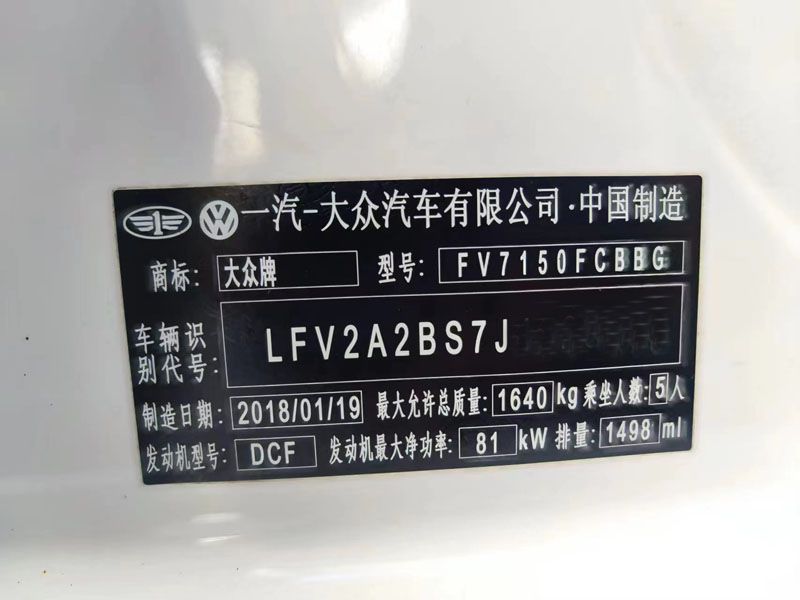 一汽-大众汽车有限公司·中国制造
商标: 大众牌 型号: FV7150FCBBG
车辆识别代号: LFV2A2BS7J
制造日期: 2018/01/19 最大允许总质量: 1640 kg 乘坐人数: 5人
发动机型号: DCF 发动机最大净功率: 81 kW 排量: 1498 ml